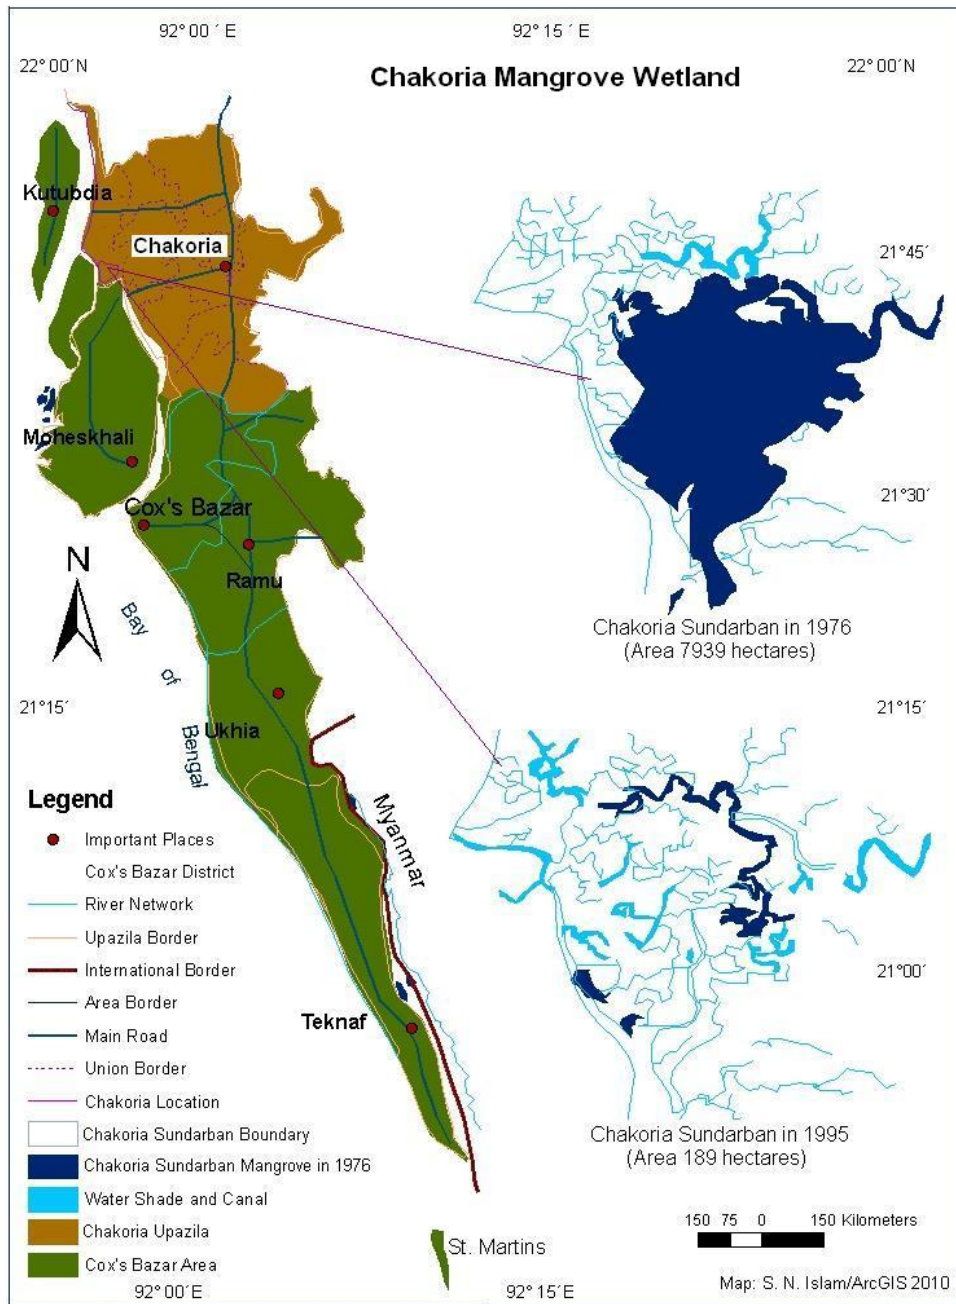 92° 00 ´ E
92° 15 ´ E
22° 00´N
22° 00´N
Chakoria Mangrove Wetland
Kutubdia
Chakoria
21°45´
Moheskhali
21°30´
Cox's Bazar
N
Ramu
Bay of Bengal
Chakoria Sundarban in 1976
(Area 7939 hectares)
21°15´
21°15´
Ukhia
Myanmar
Legend
Important Places
Cox's Bazar District
River Network
Upazila Border
International Border
Area Border
Main Road
Union Border
Chakoria Location
Chakoria Sundarban Boundary
Chakoria Sundarban Mangrove in 1976
Water Shade and Canal
Chakoria Upazila
Cox's Bazar Area
21°00´
Teknaf
Chakoria Sundarban in 1995
(Area 189 hectares)
150 75 0 150 Kilometers
St. Martins
92° 00 ´ E
92° 15 ´ E
Map: S. N. Islam/ArcGIS 2010